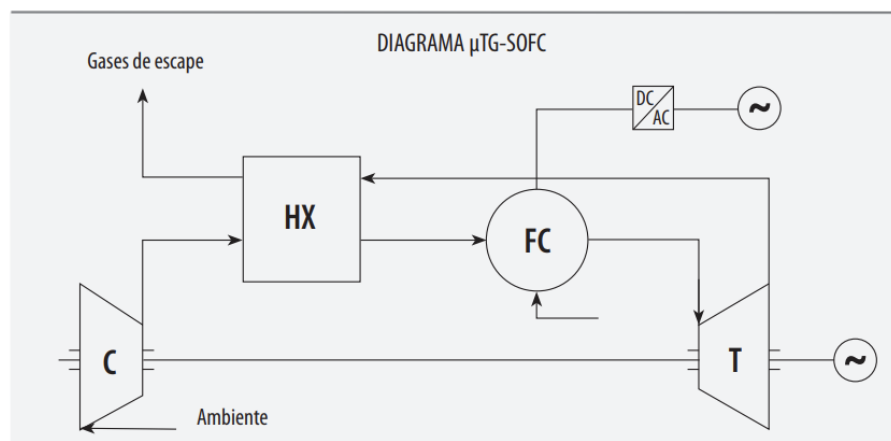 DIAGRAMA µTG-SOFC
Gases de escape
DC
AC
~
HX
FC
C
T
~
Ambiente